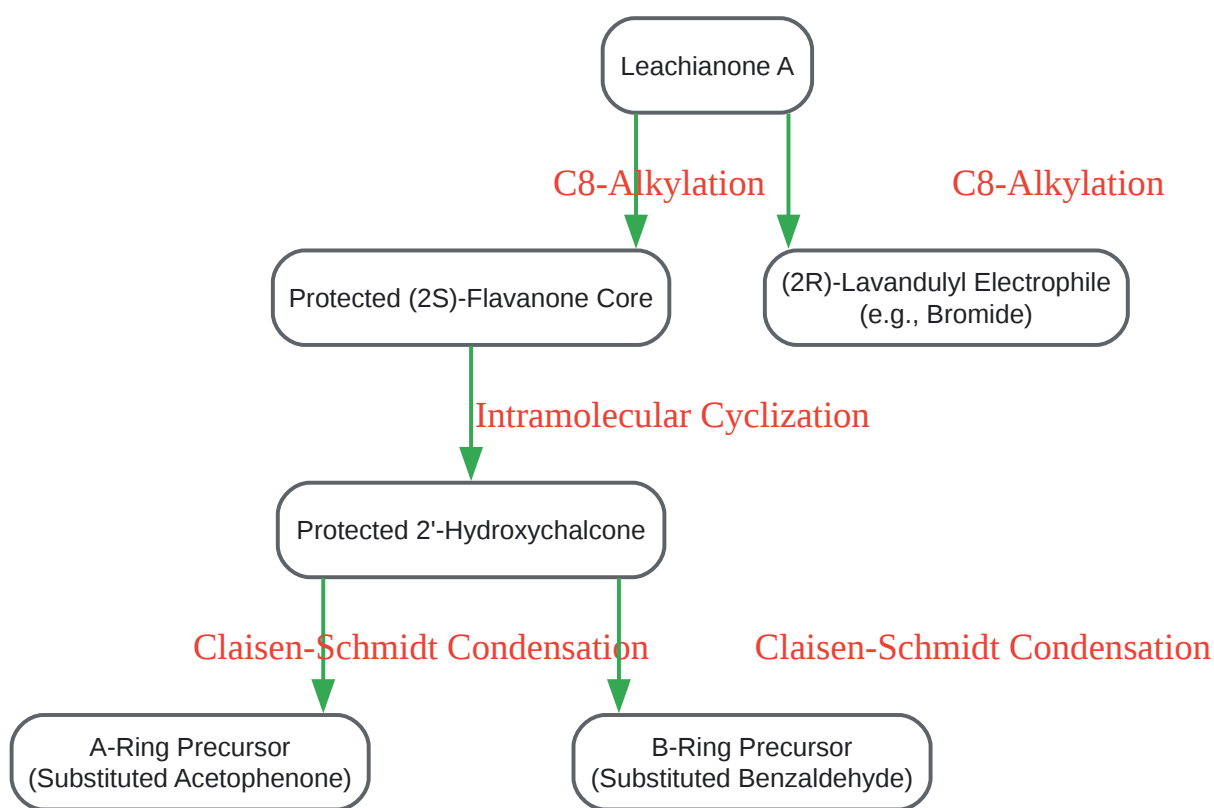 Leachianone A
C8-Alkylation
C8-Alkylation
Protected (2S)-Flavanone Core
(2R)-Lavandulyl Electrophile
(e.g., Bromide)
Intramolecular Cyclization
Protected 2'-Hydroxychalcone
Claisen-Schmidt Condensation
Claisen-Schmidt Condensation
A-Ring Precursor
(Substituted Acetophenone)
B-Ring Precursor
(Substituted Benzaldehyde)